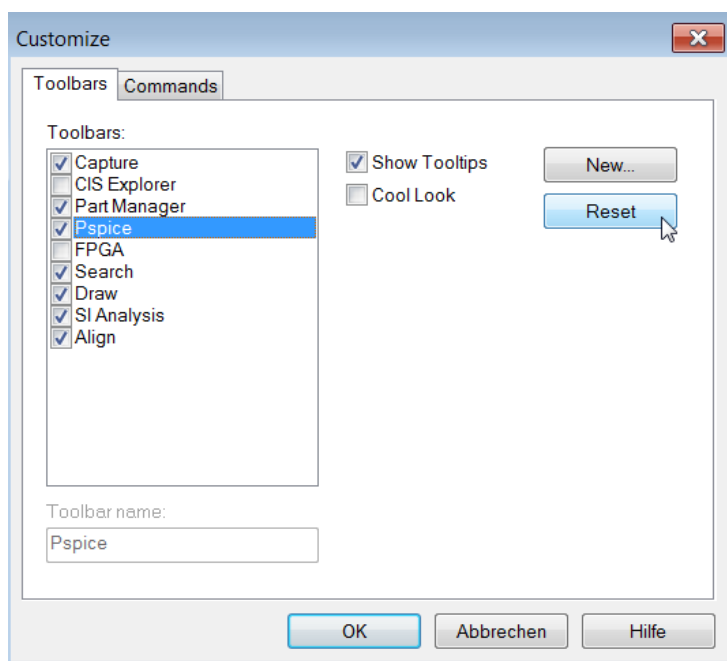 Customize
Toolbars Commands
Toolbars:
Capture
CIS Explorer
Part Manager
Pspice
FPGA
Search
Draw
SI Analysis
Align
Show Tooltips
Cool Look
New...
Reset
Toolbar name:
Pspice
OK Abbrechen Hilfe